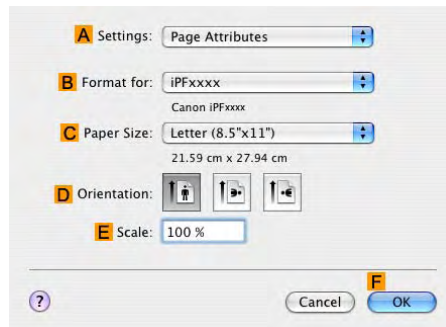 A Settings: Page Attributes
B Format for: iPFxxxx
Canon iPFxxxx
C Paper Size: Letter (8.5"x11")
21.59 cm x 27.94 cm
D Orientation:
E Scale: 100 %
F
? Cancel OK